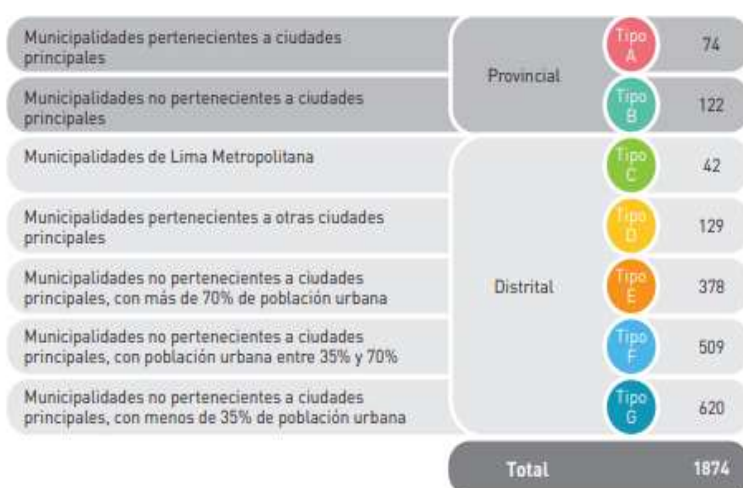 Municipalidades pertenecientes a ciudades
principales
Provincial
Tipo
A
74
Municipalidades no pertenecientes a ciudades
principales
Tipo
B
122
Municipalidades de Lima Metropolitana
Tipo
C
42
Municipalidades pertenecientes a otras ciudades
principales
Tipo
D
129
Municipalidades no pertenecientes a ciudades
principales, con más de 70% de población urbana
Distrital
Tipo
E
378
Municipalidades no pertenecientes a ciudades
principales, con población urbana entre 35% y 70%
Tipo
F
509
Municipalidades no pertenecientes a ciudades
principales, con menos de 35% de población urbana
Tipo
G
620
Total
1874